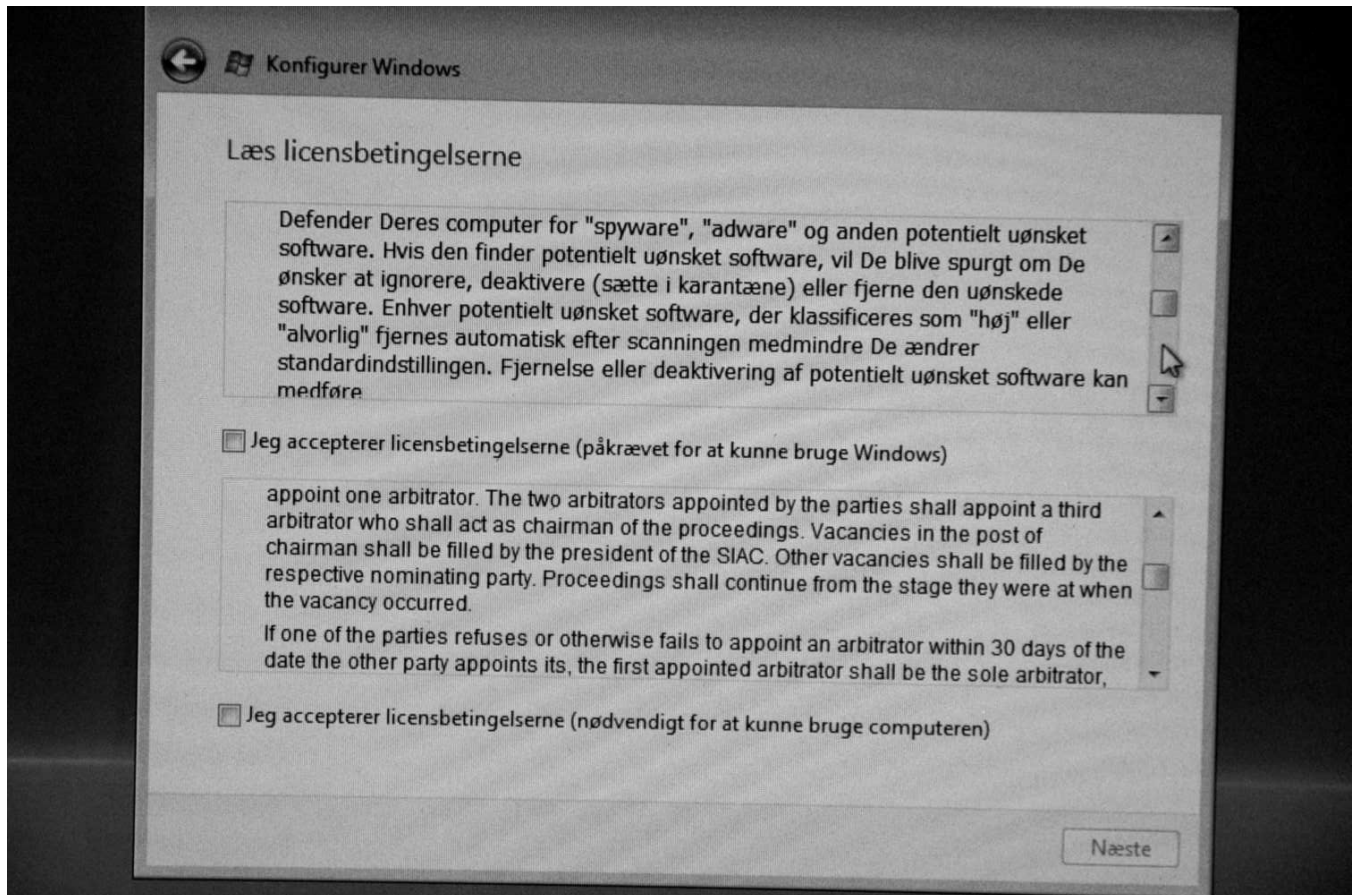 Konfigurer Windows
Læs licensbetingelserne
Defender Deres computer for "spyware", "adware" og anden potentielt uønsket
software. Hvis den finder potentielt uønsket software, vil De blive spurgt om De
ønsker at ignorere, deaktivere (sætte i karantæne) eller fjerne den uønskede
software. Enhver potentielt uønsket software, der klassificeres som "høj" eller
"alvorlig" fjernes automatisk efter scanningen medmindre De ændrer
standardindstillingen. Fjernelse eller deaktivering af potentielt uønsket software kan
medføre
Jeg accepterer licensbetingelserne (påkrævet for at kunne bruge Windows)
appoint one arbitrator. The two arbitrators appointed by the parties shall appoint a third
arbitrator who shall act as chairman of the proceedings. Vacancies in the post of
chairman shall be filled by the president of the SIAC. Other vacancies shall be filled by the
respective nominating party. Proceedings shall continue from the stage they were at when
the vacancy occurred.
If one of the parties refuses or otherwise fails to appoint an arbitrator within 30 days of the
date the other party appoints its, the first appointed arbitrator shall be the sole arbitrator,
Jeg accepterer licensbetingelserne (nødvendigt for at kunne bruge computeren)
Næste